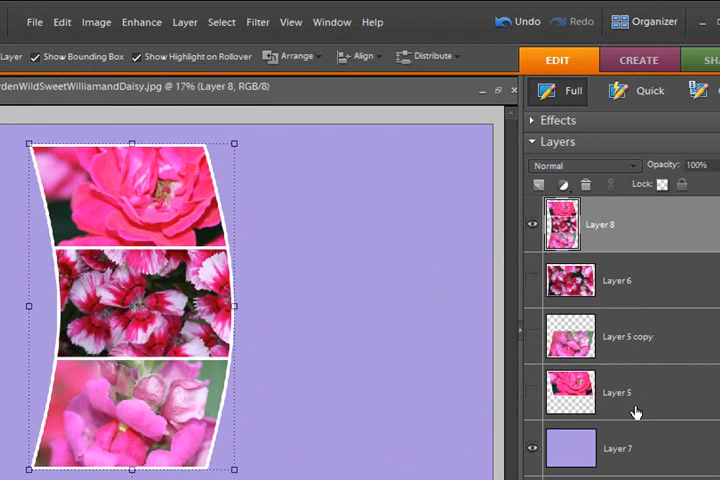 File Edit Image Enhance Layer Select Filter View Window Help Undo Redo Organizer
Layer Show Bounding Box Show Highlight on Rollover Arrange Align Distribute
EDIT CREATE SHA
rdenWildSweetWilliamandDaisy.jpg @ 17% (Layer 8, RGB/8)
Full Quick
Effects
Layers
Normal Opacity: 100%
Lock:
Layer 8
Layer 6
Layer 5 copy
Layer 5
Layer 7